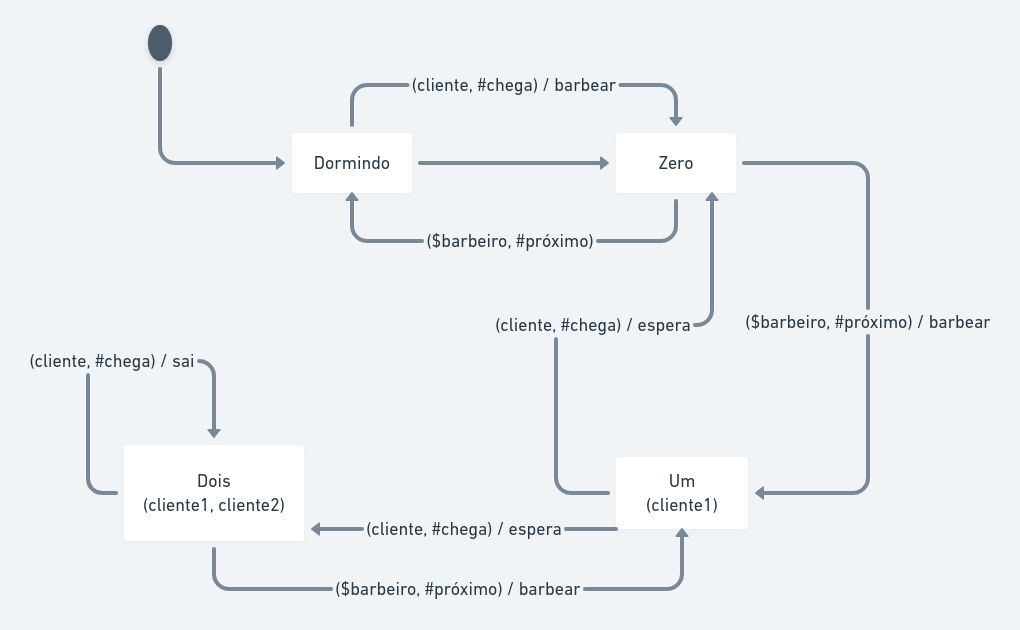 (cliente, #chega) / barbear
Dormindo
Zero
($barbeiro, #próximo)
(cliente, #chega) / espera
($barbeiro, #próximo) / barbear
(cliente, #chega) / sai
Dois
(cliente1, cliente2)
Um
(cliente1)
(cliente, #chega) / espera
($barbeiro, #próximo) / barbear